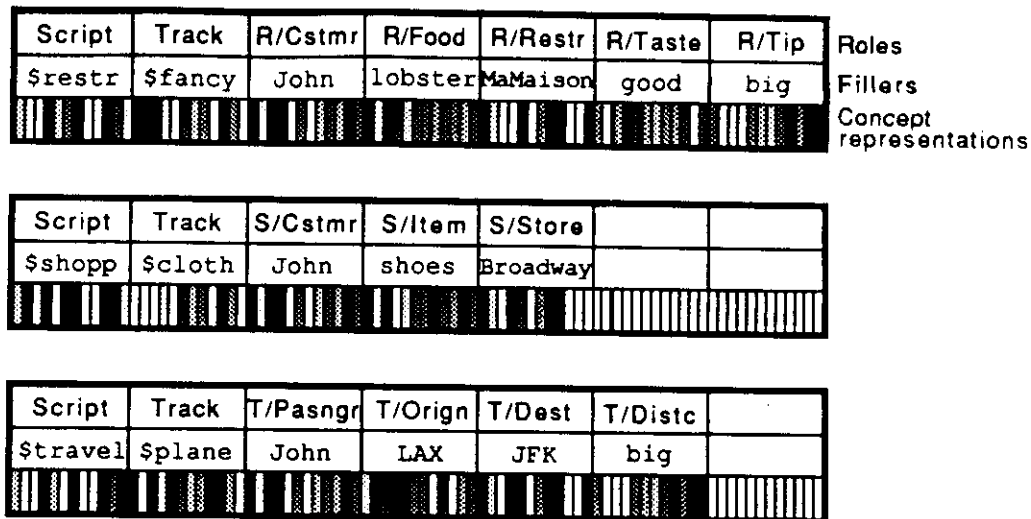 Script Track R/Cstmr R/Food R/Restr R/Taste R/Tip Roles
$restr $fancy John lobster MaMaison good big Fillers
Concept
representations
Script Track S/Cstmr S/Item S/Store
$shopp $cloth John shoes Broadway
Script Track T/Pasngr T/Orign T/Dest T/Distc
$travel $plane John LAX JFK big